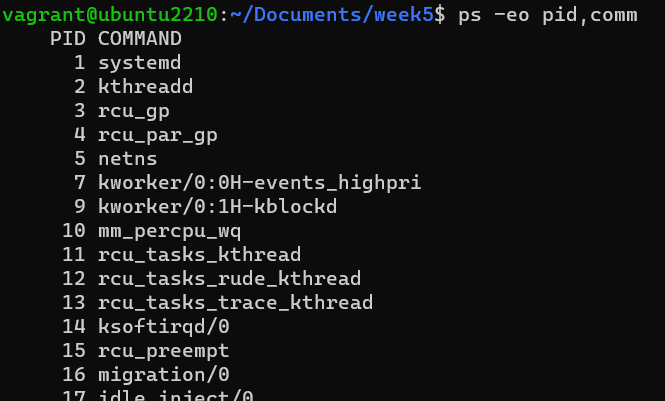 vagrant@ubuntu2210:~/Documents/week5$ ps -eo pid,comm
PID COMMAND
1 systemd
2 kthreadd
3 rcu_gp
4 rcu_par_gp
5 netns
7 kworker/0:0H-events_highpri
9 kworker/0:1H-kblockd
10 mm_percpu_wq
11 rcu_tasks_kthread
12 rcu_tasks_rude_kthread
13 rcu_tasks_trace_kthread
14 ksoftirqd/0
15 rcu_preempt
16 migration/0
17 idle_inject/0